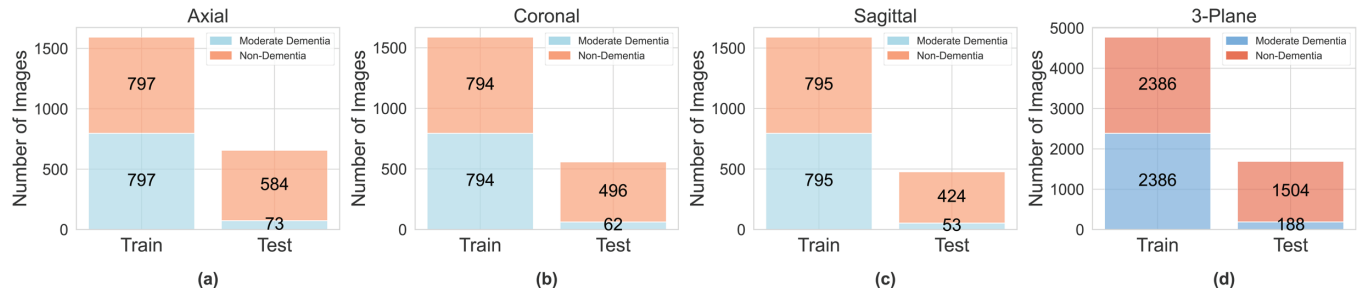 Axial
Number of Images
1500
1000
500
0
Moderate Dementia
Non-Dementia
797
797
584
73
Train
Test
(a)
Coronal
Number of Images
1500
1000
500
0
Moderate Dementia
Non-Dementia
794
794
496
62
Train
Test
(b)
Sagittal
Number of Images
1500
1000
500
0
Moderate Dementia
Non-Dementia
795
795
424
53
Train
Test
(c)
3-Plane
Number of Images
5000
4000
3000
2000
1000
0
Moderate Dementia
Non-Dementia
2386
2386
1504
188
Train
Test
(d)